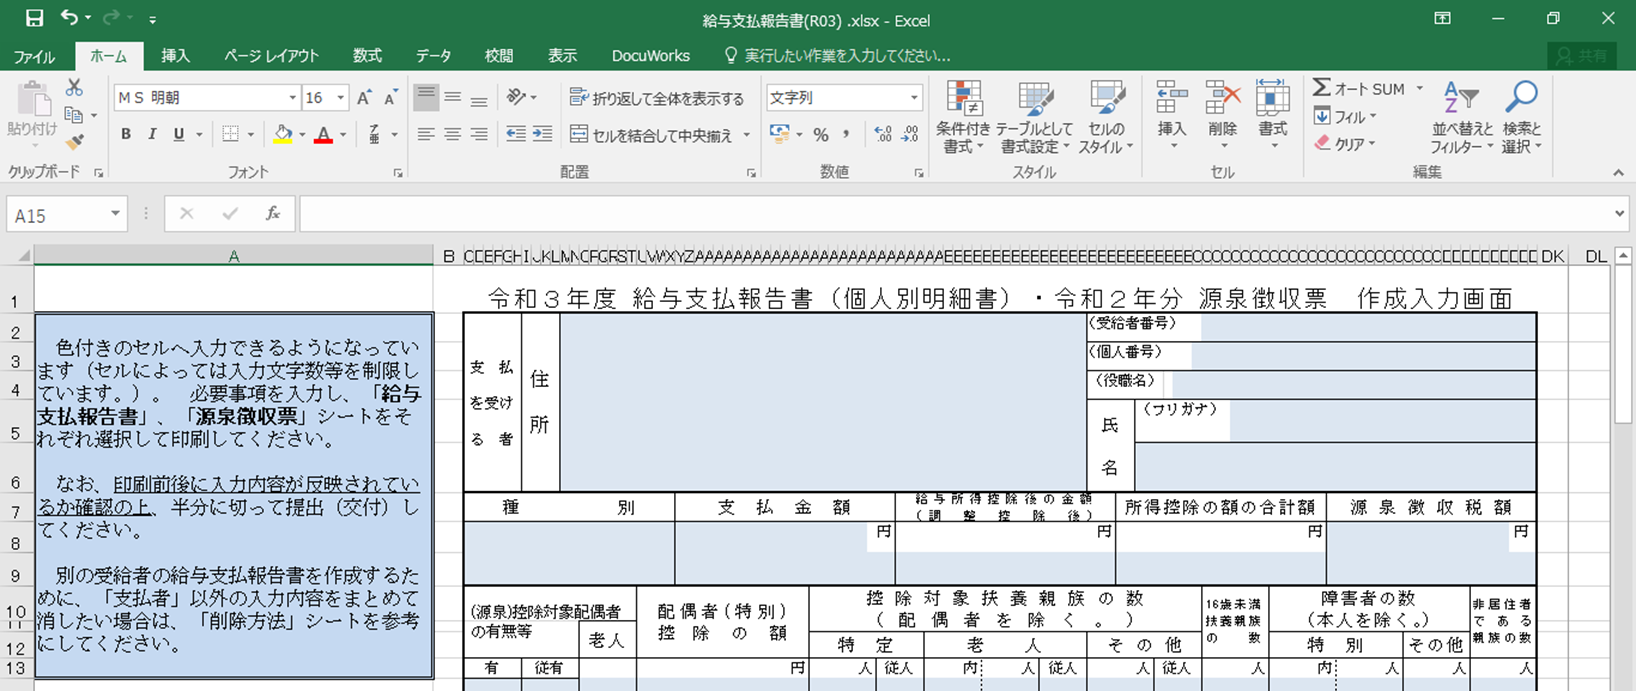 給与支払報告書(R03) .xlsx - Excel
ファイル ホーム 挿入 ページ レイアウト 数式 データ 校閲 表示 DocuWorks 実行したい作業を入力してください... 共有
貼り付け
クリップボード
ＭＳ 明朝 16
B I U
フォント
折り返して全体を表示する
セルを結合して中央揃え
配置
文字列
数値
条件付き書式
テーブルとして書式設定
セルのスタイル
スタイル
挿入 削除 書式
セル
オート SUM
フィル
クリア
並べ替えとフィルター
検索と選択
編集
A15
fx
令和３年度 給与支払報告書（個人別明細書）・令和２年分 源泉徴収票 作成入力画面
色付きのセルへ入力できるようになってい
ます（セルによっては入力文字数等を制限し
ています。）。 必要事項を入力し、「給与
支払報告書」、「源泉徴収票」シートをそ
れぞれ選択して印刷してください。
なお、印刷前後に入力内容が反映されてい
るか確認の上、半分に切って提出（交付）し
てください。
別の受給者の給与支払報告書を作成するた
めに、「支払者」以外の入力内容をまとめて
消したい場合は、「削除方法」シートを参考
にしてください。
支払
を受け
る者
住
所
（受給者番号）
（個人番号）
（役職名）
氏
名
（フリガナ）
種 別
支払金額
給与所得控除後の金額
（調整控除後）
所得控除の額の合計額
源泉徴収税額
円 円 円 円
(源泉)控除対象配偶者
の有無等
老人
配偶者(特別)
控除の額
控除対象扶養親族の数
(配偶者を除く。)
特定 老人 その他
16歳未満
扶養親族
の 数
障害者の数
(本人を除く。)
特別 その他
非居住者
である
親族の数
有 従有 円 人 従人 内 人 従人 人 従人 人 内 人 人 人